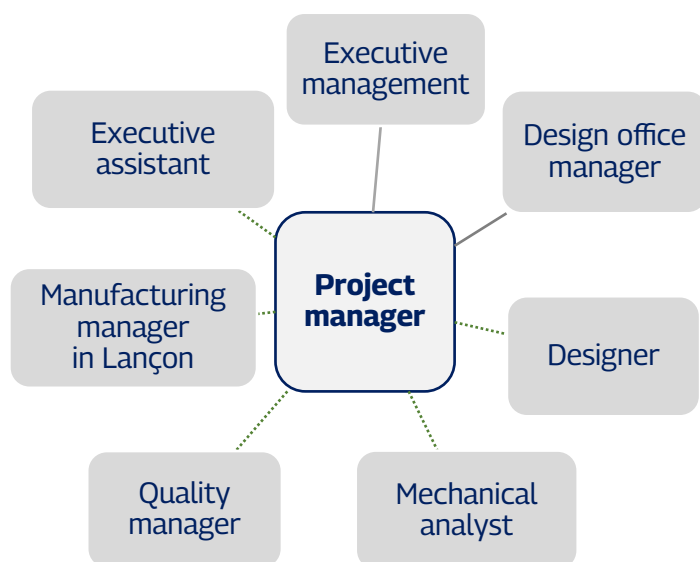 Executive
management
Executive
assistant
Design office
manager
Project
manager
Manufacturing
manager
in Lançon
Designer
Quality
manager
Mechanical
analyst